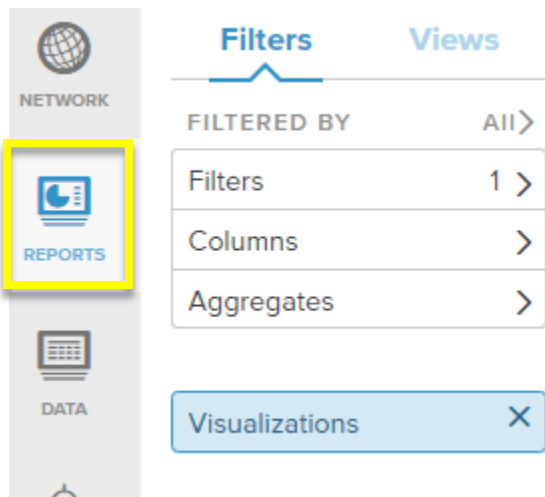 NETWORK
REPORTS
DATA
Filters Views
FILTERED BY All
Filters 1
Columns
Aggregates
Visualizations